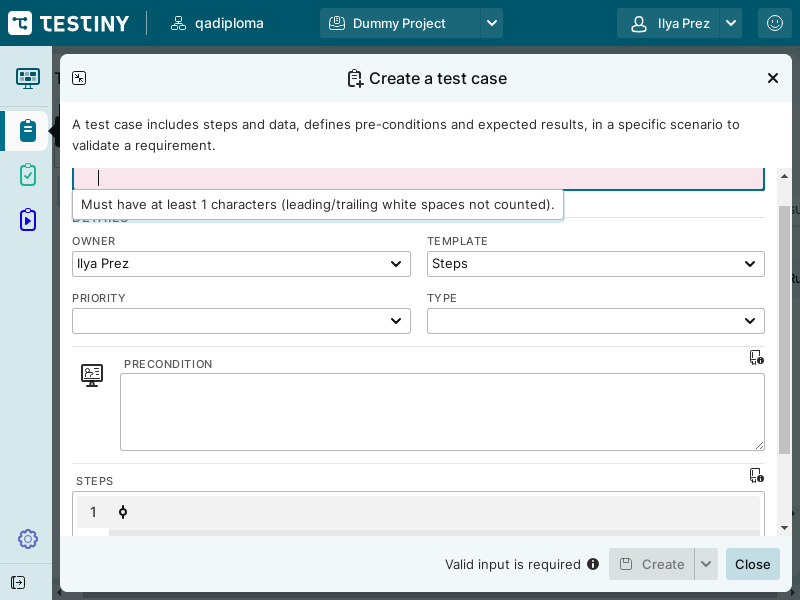 TESTINY
qadiploma
Dummy Project
Ilya Prez
Create a test case
A test case includes steps and data, defines pre-conditions and expected results, in a specific scenario to
validate a requirement.
Must have at least 1 characters (leading/trailing white spaces not counted).
DETAILS
OWNER
TEMPLATE
Ilya Prez
Steps
PRIORITY
TYPE
PRECONDITION
STEPS
1
Valid input is required
Create
Close